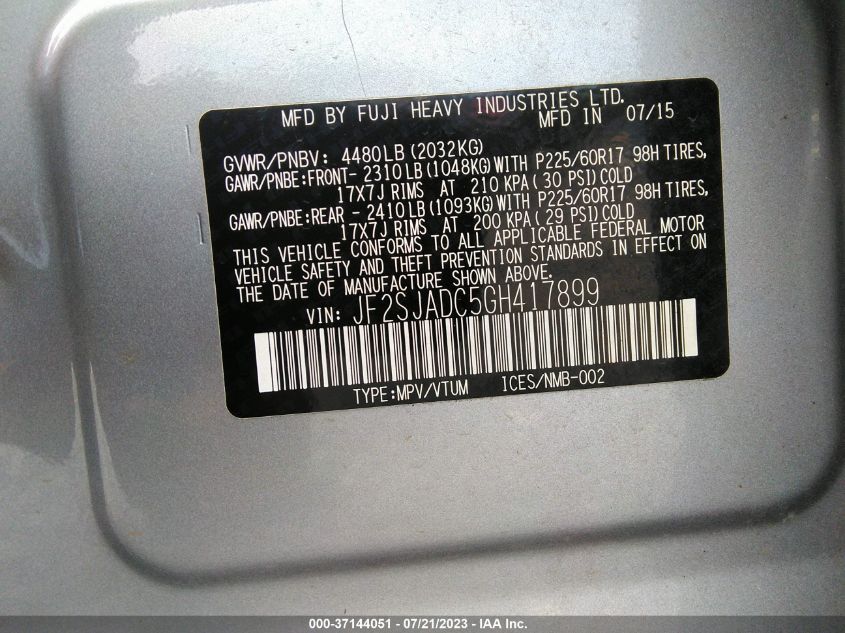 MFD BY FUJI HEAVY INDUSTRIES LTD.
MFD IN 07/15
GVWR/PNBV: 4480LB(2032KG)
GAWR/PNBE:FRONT- 2310LB(1048KG)WITH P225/60R17 98H TIRES,
17X7J RIMS AT 210 KPA( 30 PSI)COLD
GAWR/PNBE:REAR - 2410LB(1093KG)WITH P225/60R17 98H TIRES,
17X7J RIMS AT 200 KPA( 29 PSI)COLD
THIS VEHICLE CONFORMS TO ALL APPLICABLE FEDERAL MOTOR
VEHICLE SAFETY AND THEFT PREVENTION STANDARDS IN EFFECT ON
THE DATE OF MANUFACTURE SHOWN ABOVE.
VIN: JF2SJADC5GH417899
TYPE:MPV/VTUM ICES/NMB-002
000-37144051 - 07/21/2023 - IAA Inc.